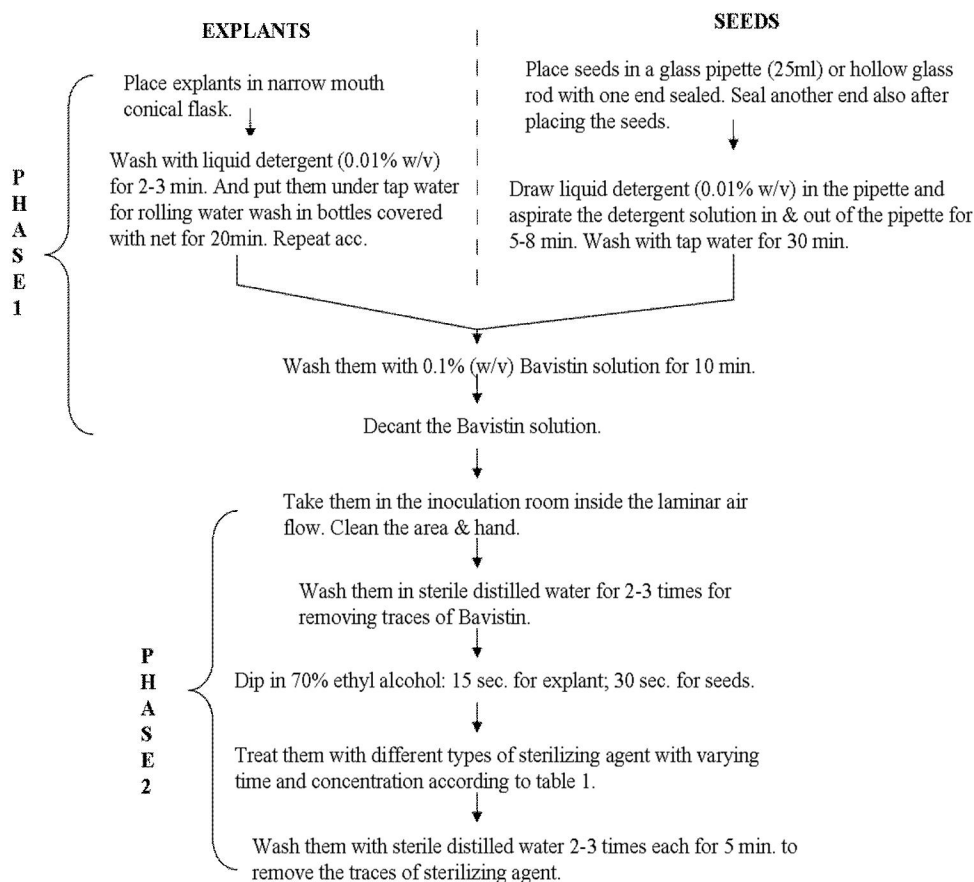 EXPLANTS
SEEDS
Place explants in narrow mouth
conical flask.
Place seeds in a glass pipette (25ml) or hollow glass
rod with one end sealed. Seal another end also after
placing the seeds.
Wash with liquid detergent (0.01% w/v)
for 2-3 min. And put them under tap water
for rolling water wash in bottles covered
with net for 20min. Repeat acc.
Draw liquid detergent (0.01% w/v) in the pipette and
aspirate the detergent solution in & out of the pipette for
5-8 min. Wash with tap water for 30 min.
PHASE1
Wash them with 0.1% (w/v) Bavistin solution for 10 min.
Decant the Bavistin solution.
Take them in the inoculation room inside the laminar air
flow. Clean the area & hand.
Wash them in sterile distilled water for 2-3 times for
removing traces of Bavistin.
PHASE2
Dip in 70% ethyl alcohol: 15 sec. for explant; 30 sec. for seeds.
Treat them with different types of sterilizing agent with varying
time and concentration according to table 1.
Wash them with sterile distilled water 2-3 times each for 5 min. to
remove the traces of sterilizing agent.